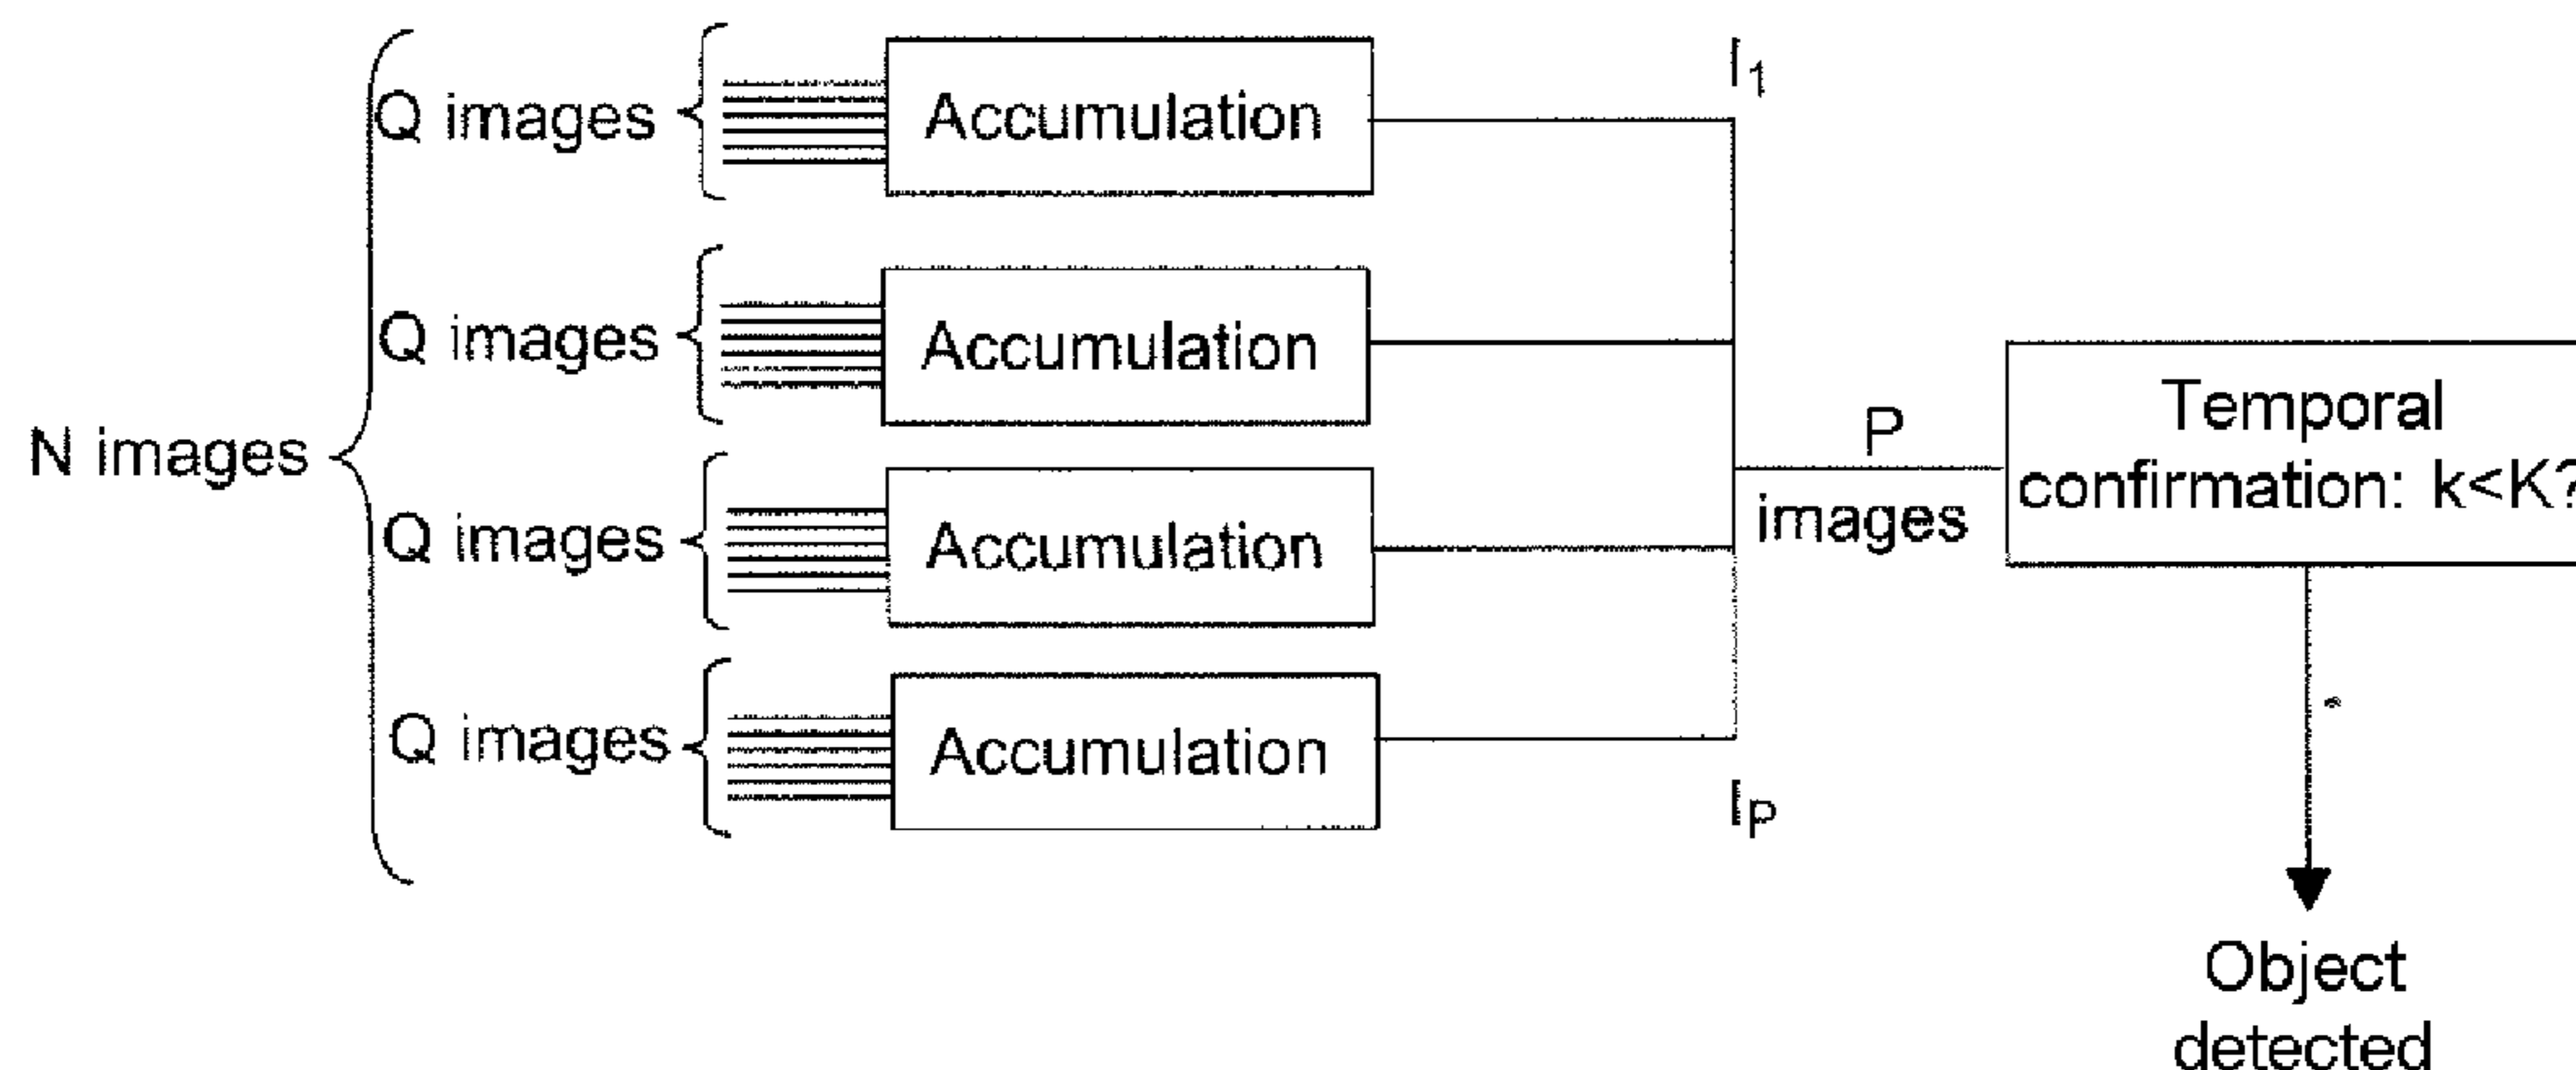 Q images
Accumulation
I1
Q images
Accumulation
N images
Q images
Accumulation
P
images
Temporal
confirmation: k<K?
Q images
Accumulation
IP
Object
detected